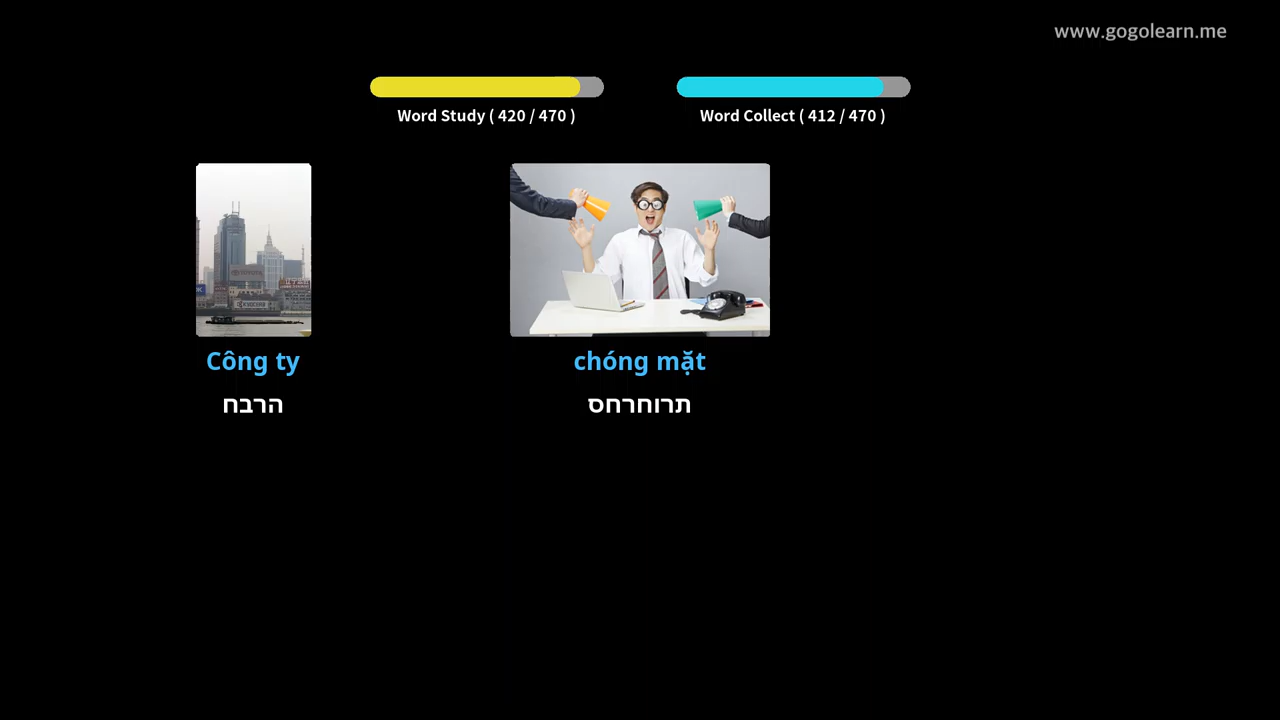 www.gogolearn.me
Word Study ( 420 / 470 )
Word Collect ( 412 / 470 )
Công ty
הרבח
chóng mặt
תרוחרחס